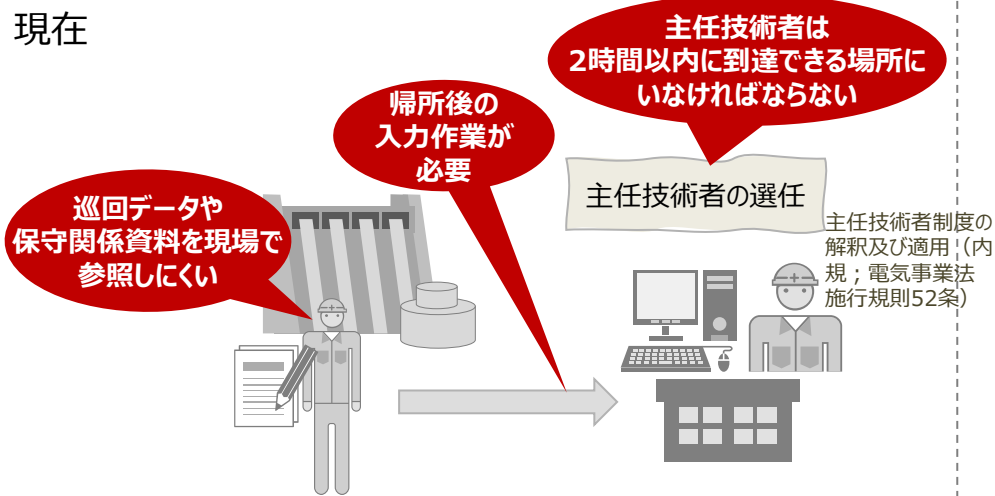 現在
主任技術者は
2時間以内に到達できる場所に
いなければならない
帰所後の
入力作業が
必要
主任技術者の選任
巡回データや
保守関係資料を現場で
参照しにくい
主任技術者制度の
解釈及び適用（内
規；電気事業法
施行規則52条）